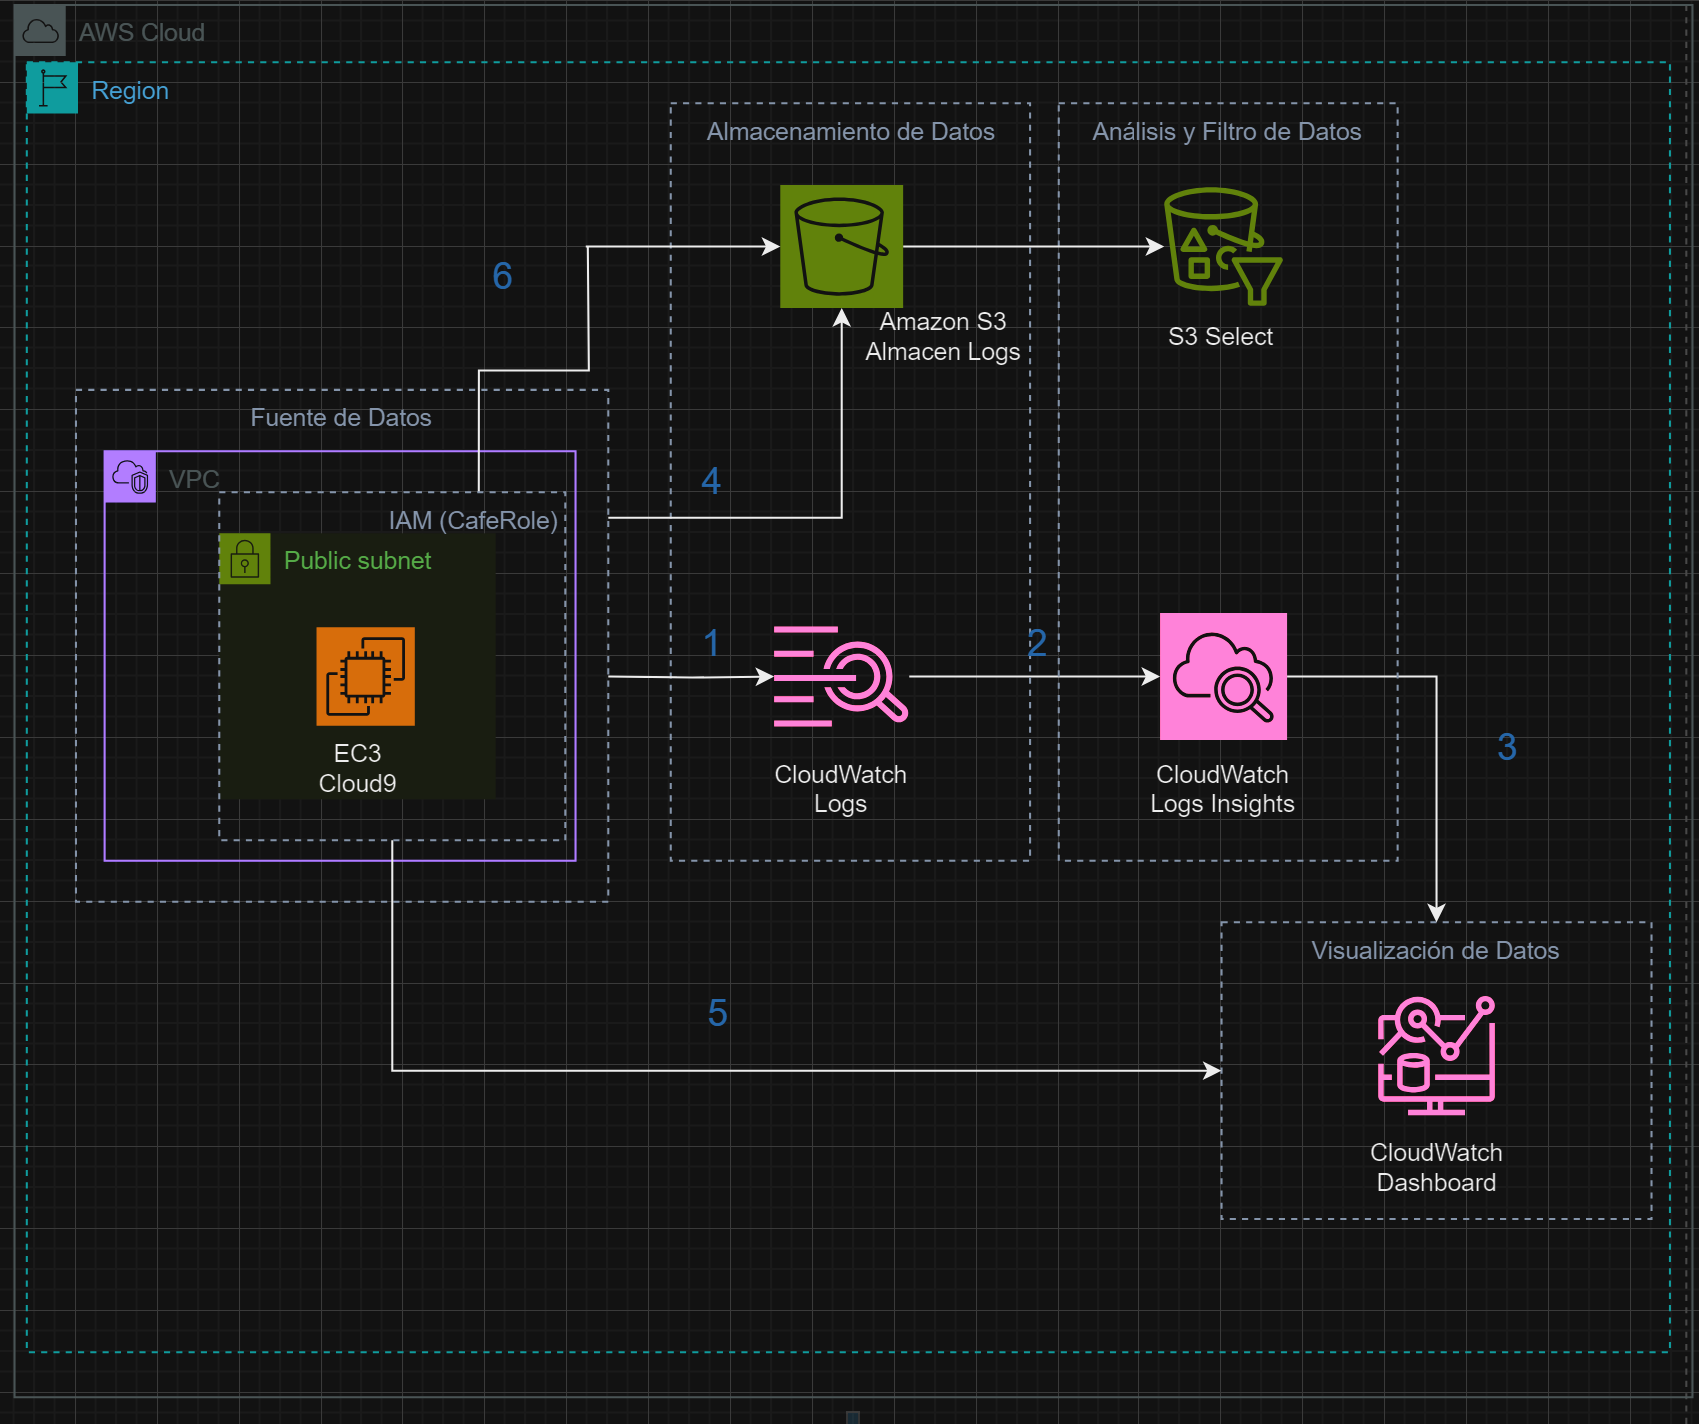 AWS Cloud
Region
Almacenamiento de Datos
Análisis y Filtro de Datos
6
Amazon S3
Almacen Logs
S3 Select
Fuente de Datos
VPC
4
IAM (CafeRole)
Public subnet
1
2
EC3
Cloud9
CloudWatch
Logs
CloudWatch
Logs Insights
3
Visualización de Datos
5
CloudWatch
Dashboard